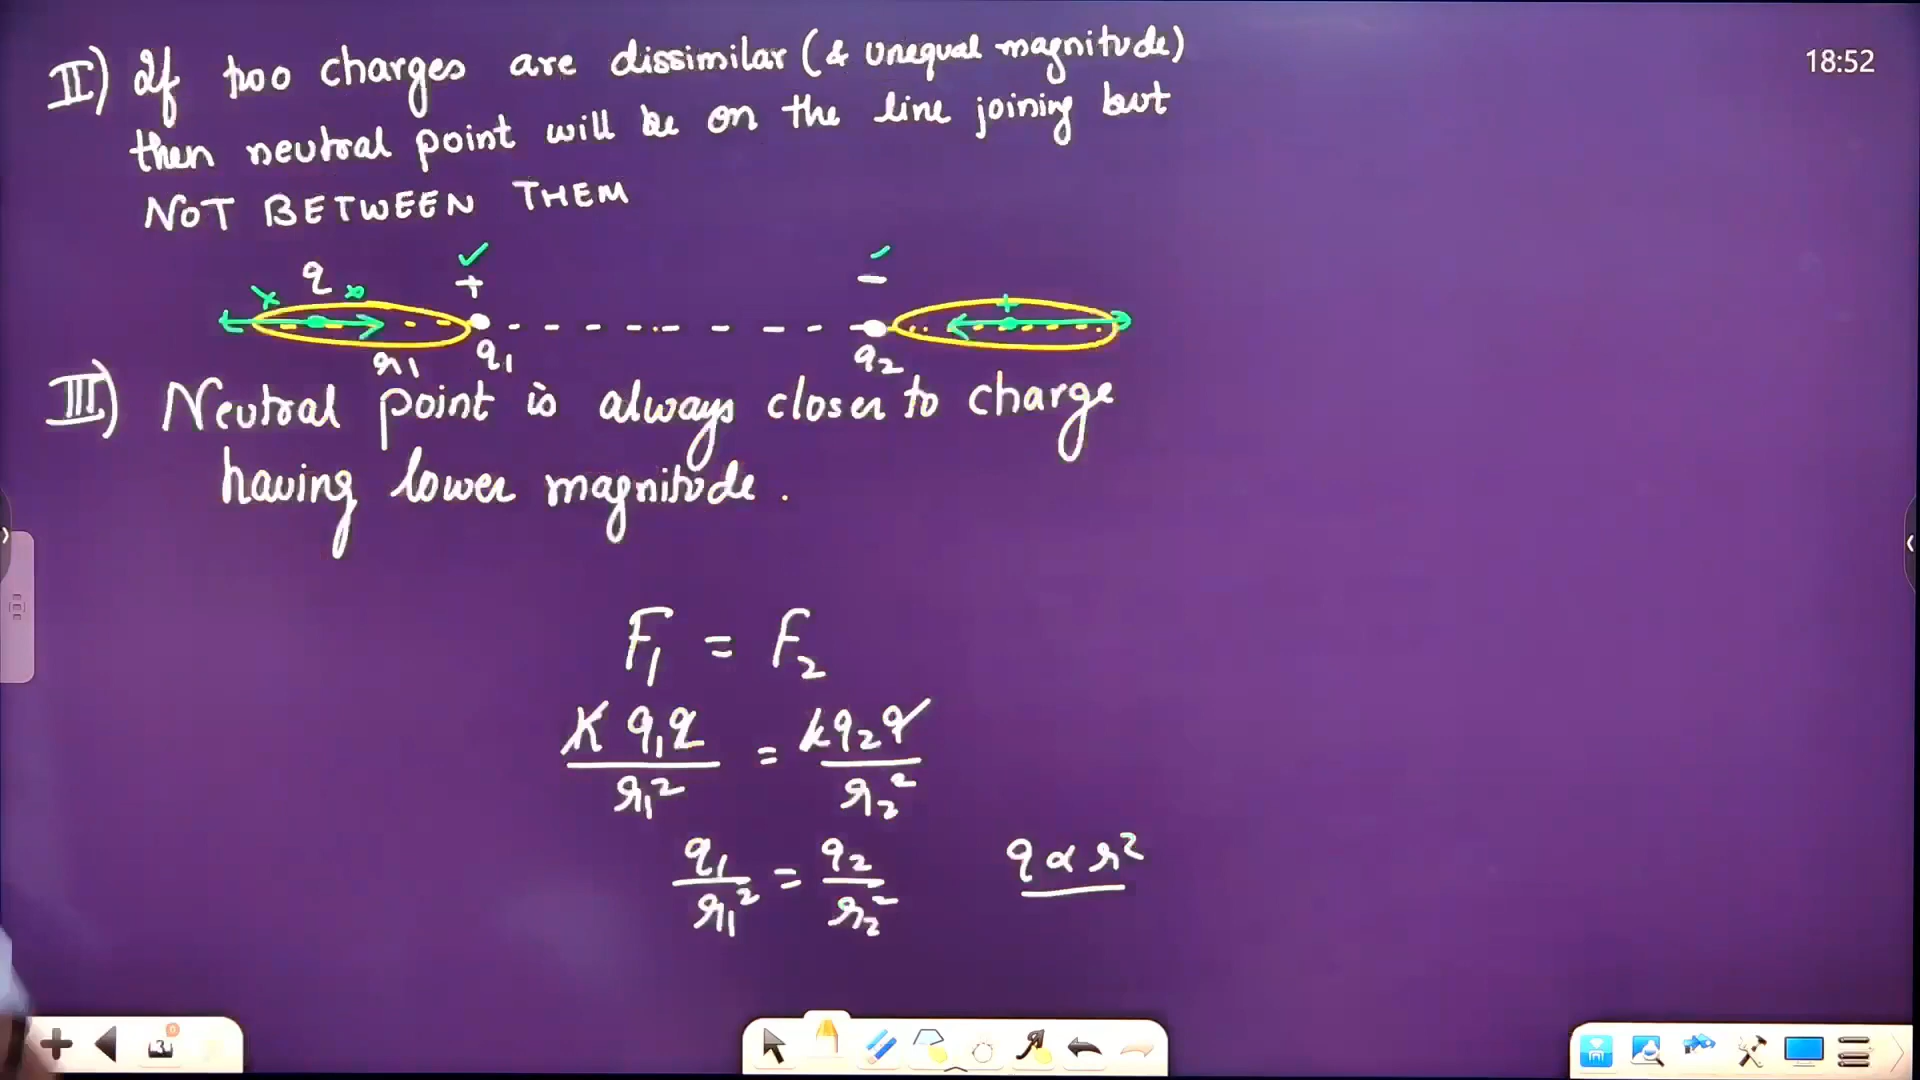 18:52
II) If two charges are dissimilar (& unequal magnitude)
then neutral point will be on the line joining but
NOT BETWEEN THEM
q + −
r₁ q₁ q₂
III) Neutral point is always closer to charge
having lower magnitude.
F₁ = F₂
K q₁q / r₁² = k q₂ q / r₂²
q₁ / r₁² = q₂ / r₂² q ∝ r²